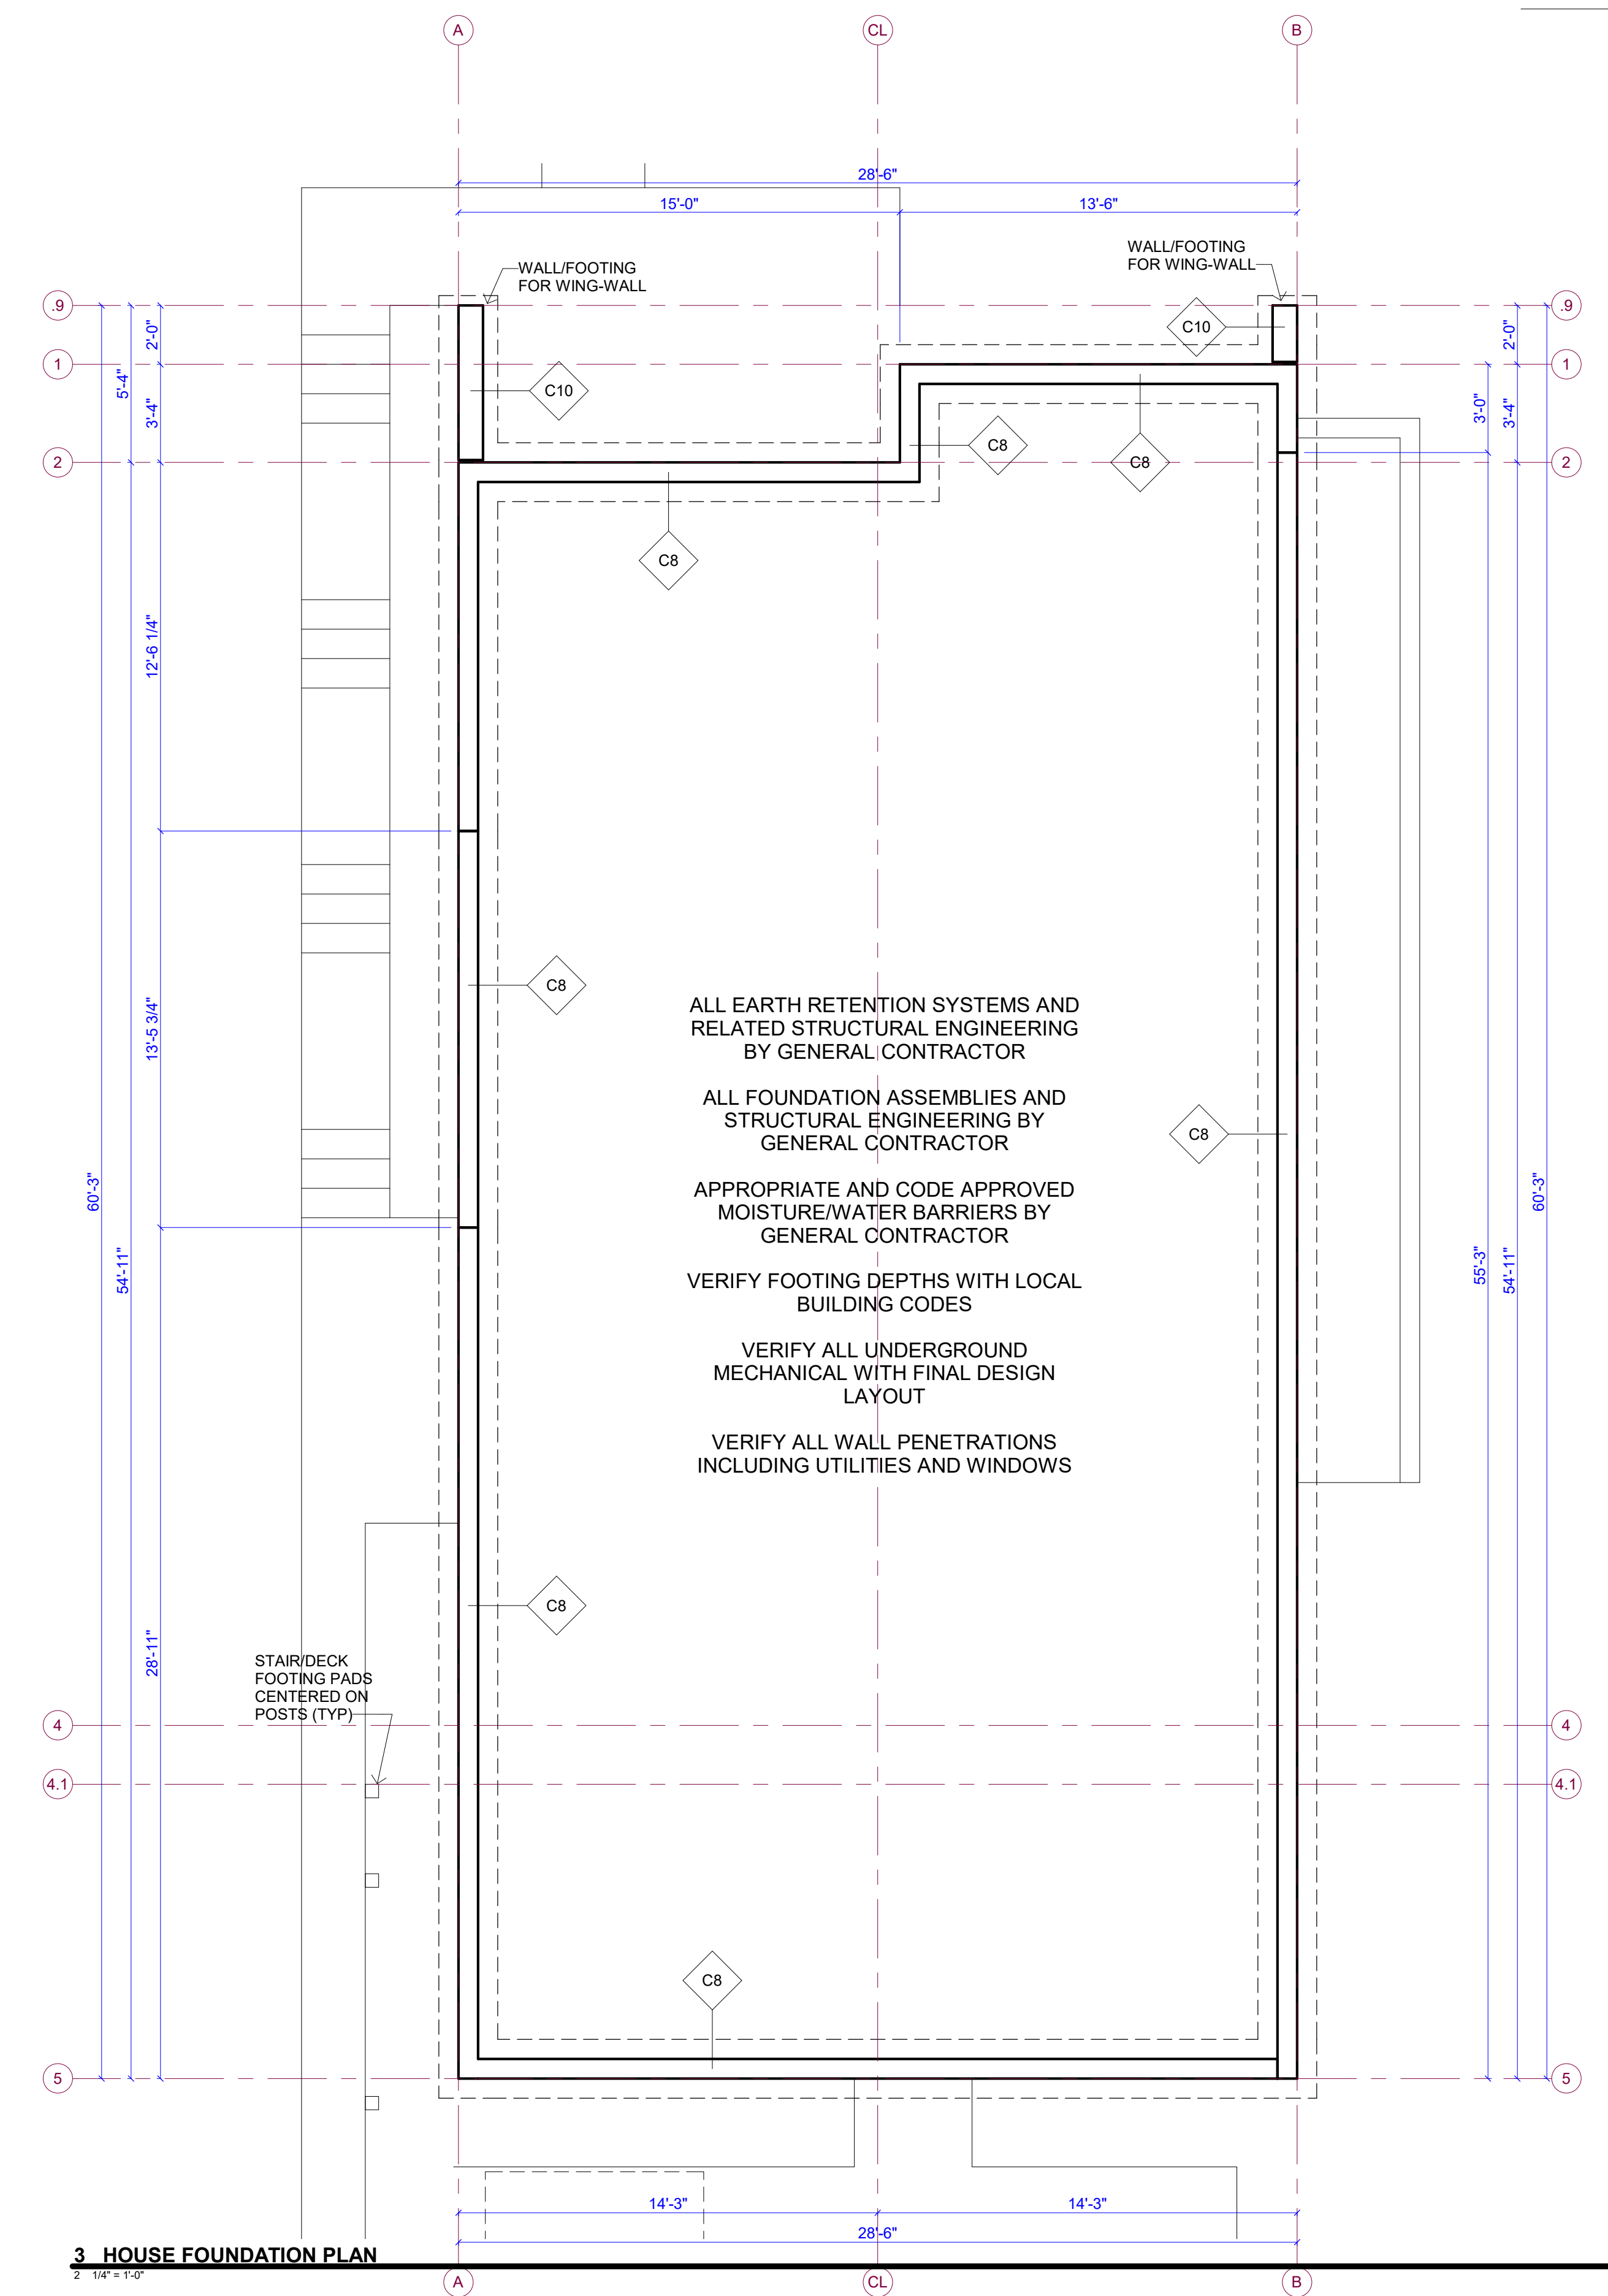 A
CL
B
28'-6"
15'-0"
13'-6"
WALL/FOOTING
FOR WING-WALL
WALL/FOOTING
FOR WING-WALL
.9
.9
2'-0"
2'-0"
C10
1
1
5'-4"
3'-4"
C10
3'-0"
3'-4"
C8
C8
2
2
C8
12'-6 1/4"
C8
13'-5 3/4"
ALL EARTH RETENTION SYSTEMS AND
RELATED STRUCTURAL ENGINEERING
BY GENERAL CONTRACTOR
ALL FOUNDATION ASSEMBLIES AND
STRUCTURAL ENGINEERING BY
GENERAL CONTRACTOR
C8
APPROPRIATE AND CODE APPROVED
MOISTURE/WATER BARRIERS BY
GENERAL CONTRACTOR
60'-3"
60'-3"
54'-11"
55'-3"
54'-11"
VERIFY FOOTING DEPTHS WITH LOCAL
BUILDING CODES
VERIFY ALL UNDERGROUND
MECHANICAL WITH FINAL DESIGN
LAYOUT
VERIFY ALL WALL PENETRATIONS
INCLUDING UTILITIES AND WINDOWS
C8
28'-11"
STAIR/DECK
FOOTING PADS
CENTERED ON
POSTS (TYP)
4
4
4.1
4.1
C8
5
5
14'-3"
14'-3"
28'-6"
3 HOUSE FOUNDATION PLAN
2 1/4" = 1'-0"
A
CL
B